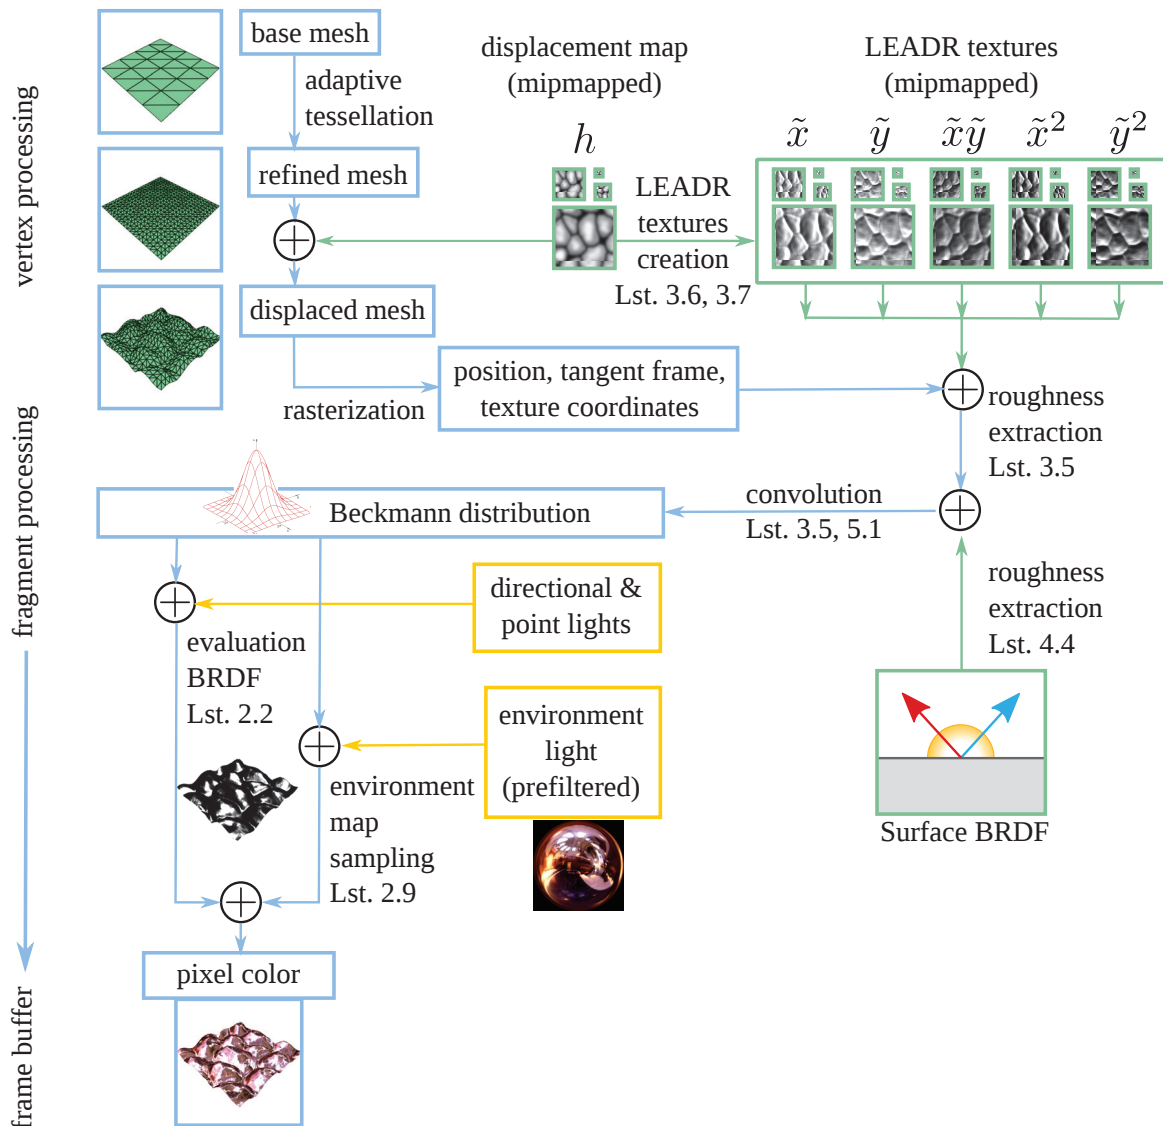 base mesh
adaptive
tessellation
refined mesh
displaced mesh
rasterization
displacement map
(mipmapped)
h
LEADR
textures
creation
Lst. 3.6, 3.7
LEADR textures
(mipmapped)
x̃
ỹ
x̃ỹ
x̃²
ỹ²
vertex processing
position, tangent frame,
texture coordinates
roughness
extraction
Lst. 3.5
convolution
Lst. 3.5, 5.1
Beckmann distribution
fragment processing
directional &
point lights
evaluation
BRDF
Lst. 2.2
roughness
extraction
Lst. 4.4
environment
light
(prefiltered)
environment
map
sampling
Lst. 2.9
Surface BRDF
pixel color
frame buffer